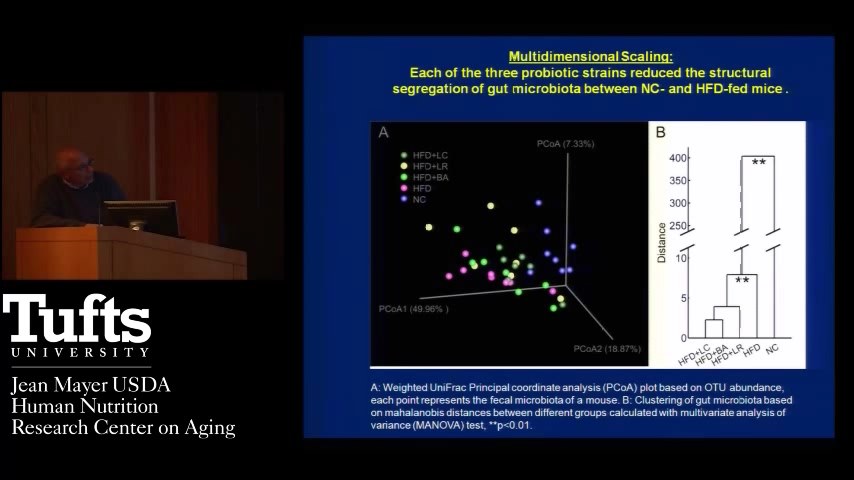 Multidimensional Scaling:
Each of the three probiotic strains reduced the structural
segregation of gut microbiota between NC- and HFD-fed mice .
A
HFD+LC
HFD+LR
HFD+BA
HFD
NC
PCoA (7.33%)
PCoA1 (49.96% )
PCoA2 (18.87%)
B
Distance
400
350
300
250
10
5
0
**
**
HFD+LC
HFD+BA
HFD+LR
HFD
NC
A: Weighted UniFrac Principal coordinate analysis (PCoA) plot based on OTU abundance,
each point represents the fecal microbiota of a mouse. B: Clustering of gut microbiota based
on mahalanobis distances between different groups calculated with multivariate analysis of
variance (MANOVA) test, **p<0.01.
Tufts
UNIVERSITY
Jean Mayer USDA
Human Nutrition
Research Center on Aging